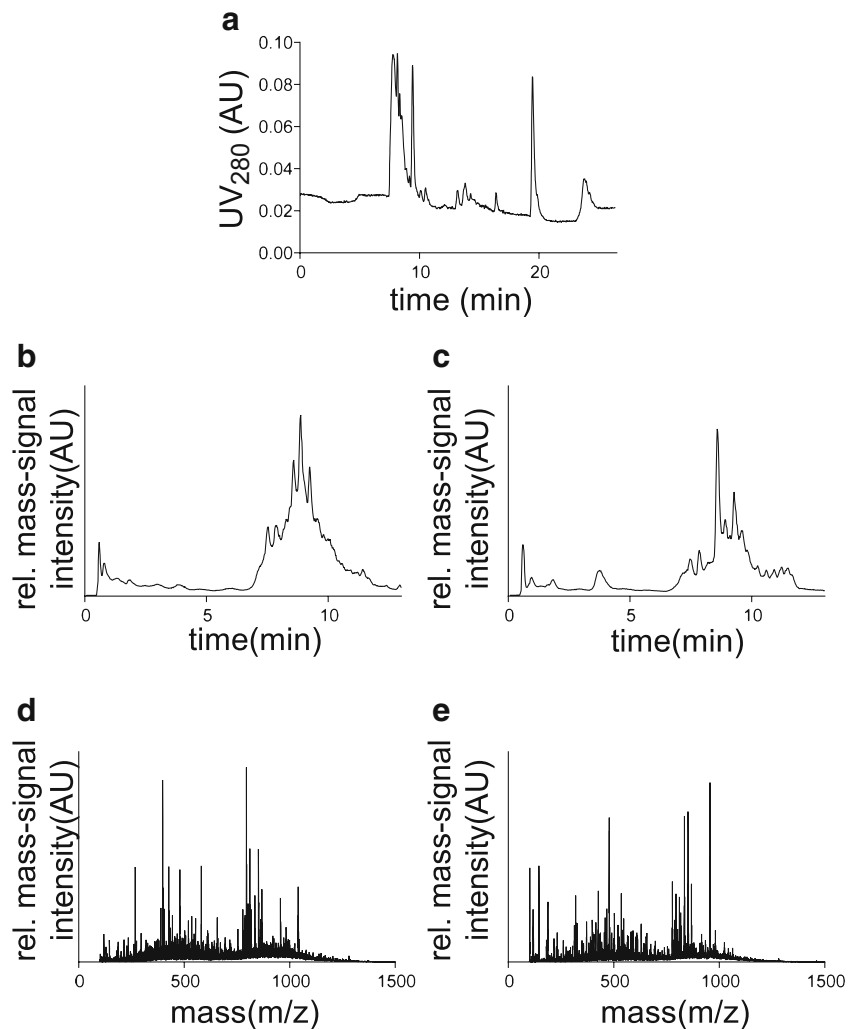 a
0.10
0.08
0.06
0.04
0.02
0.00
UV280 (AU)
0 10 20
time (min)
b
rel. mass-signal
intensity(AU)
0 5 10
time(min)
c
rel. mass-signal
intensity(AU)
0 5 10
time(min)
d
rel. mass-signal
intensity(AU)
0 500 1000 1500
mass(m/z)
e
rel. mass-signal
intensity(AU)
0 500 1000 1500
mass(m/z)